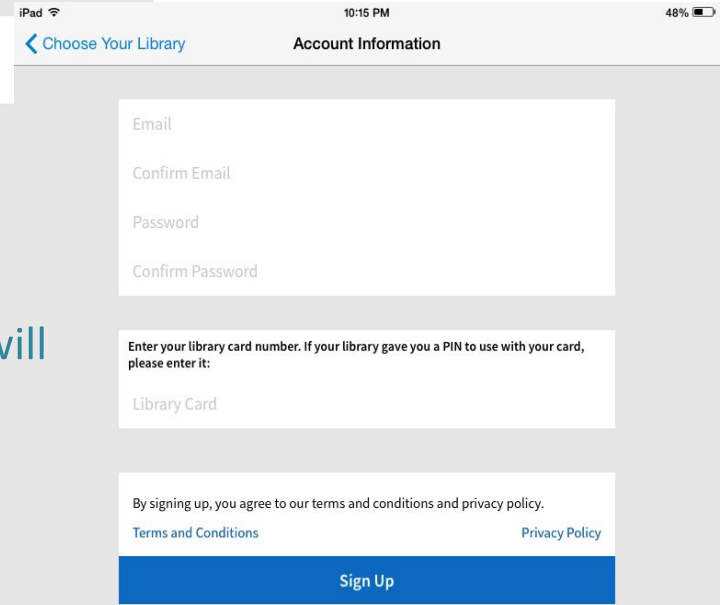 iPad 10:15 PM 48%
Choose Your Library Account Information
Email
Confirm Email
Password
Confirm Password
will
Enter your library card number. If your library gave you a PIN to use with your card,
please enter it:
Library Card
By signing up, you agree to our terms and conditions and privacy policy.
Terms and Conditions Privacy Policy
Sign Up